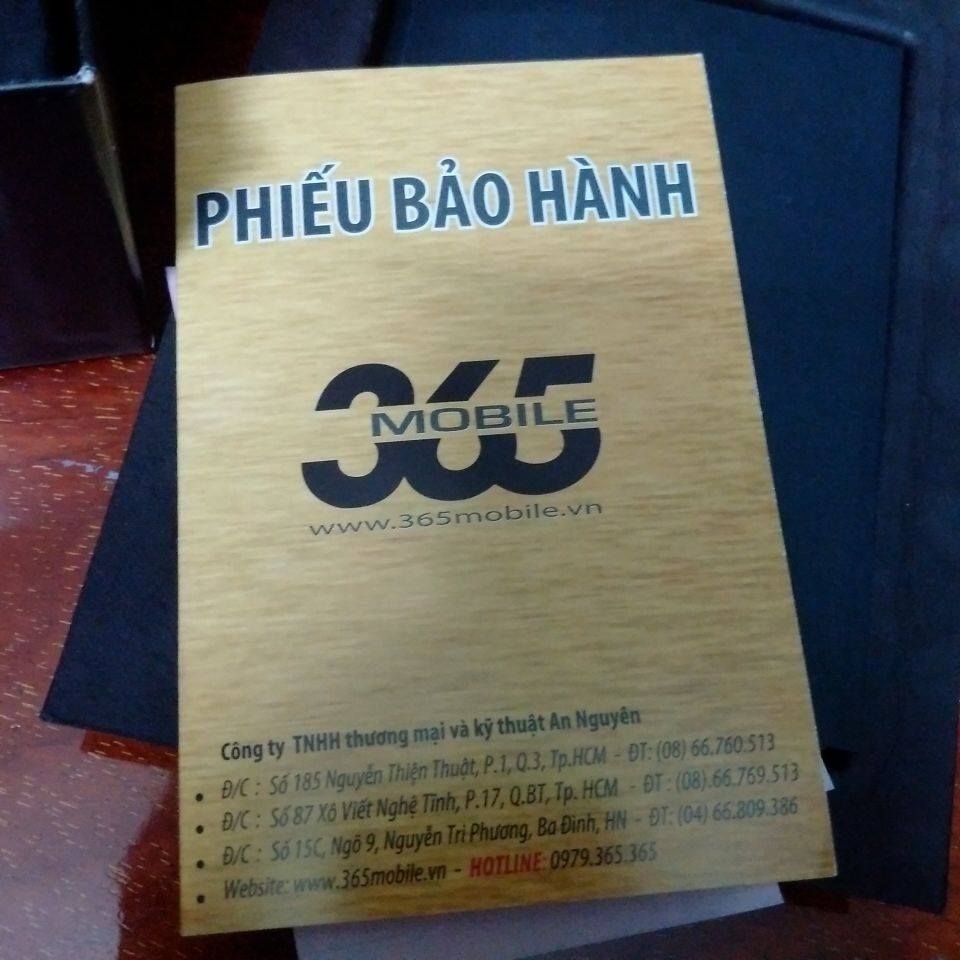 PHIẾU BẢO HÀNH
365
MOBILE
www.365mobile.vn
Công ty TNHH thương mại và kỹ thuật An Nguyên
• Đ/C : Số 185 Nguyễn Thiện Thuật, P.1, Q.3, Tp.HCM - ĐT: (08) 66.760.513
• Đ/C : Số 87 Xô Viết Nghệ Tĩnh, P.17, Q.BT, Tp. HCM - ĐT : (08).66.769.513
• Đ/C : Số 15C, Ngõ 9, Nguyễn Tri Phương, Ba Đình, HN - ĐT: (04) 66.809.386
• Website: www.365mobile.vn - HOTLINE: 0979.365.365